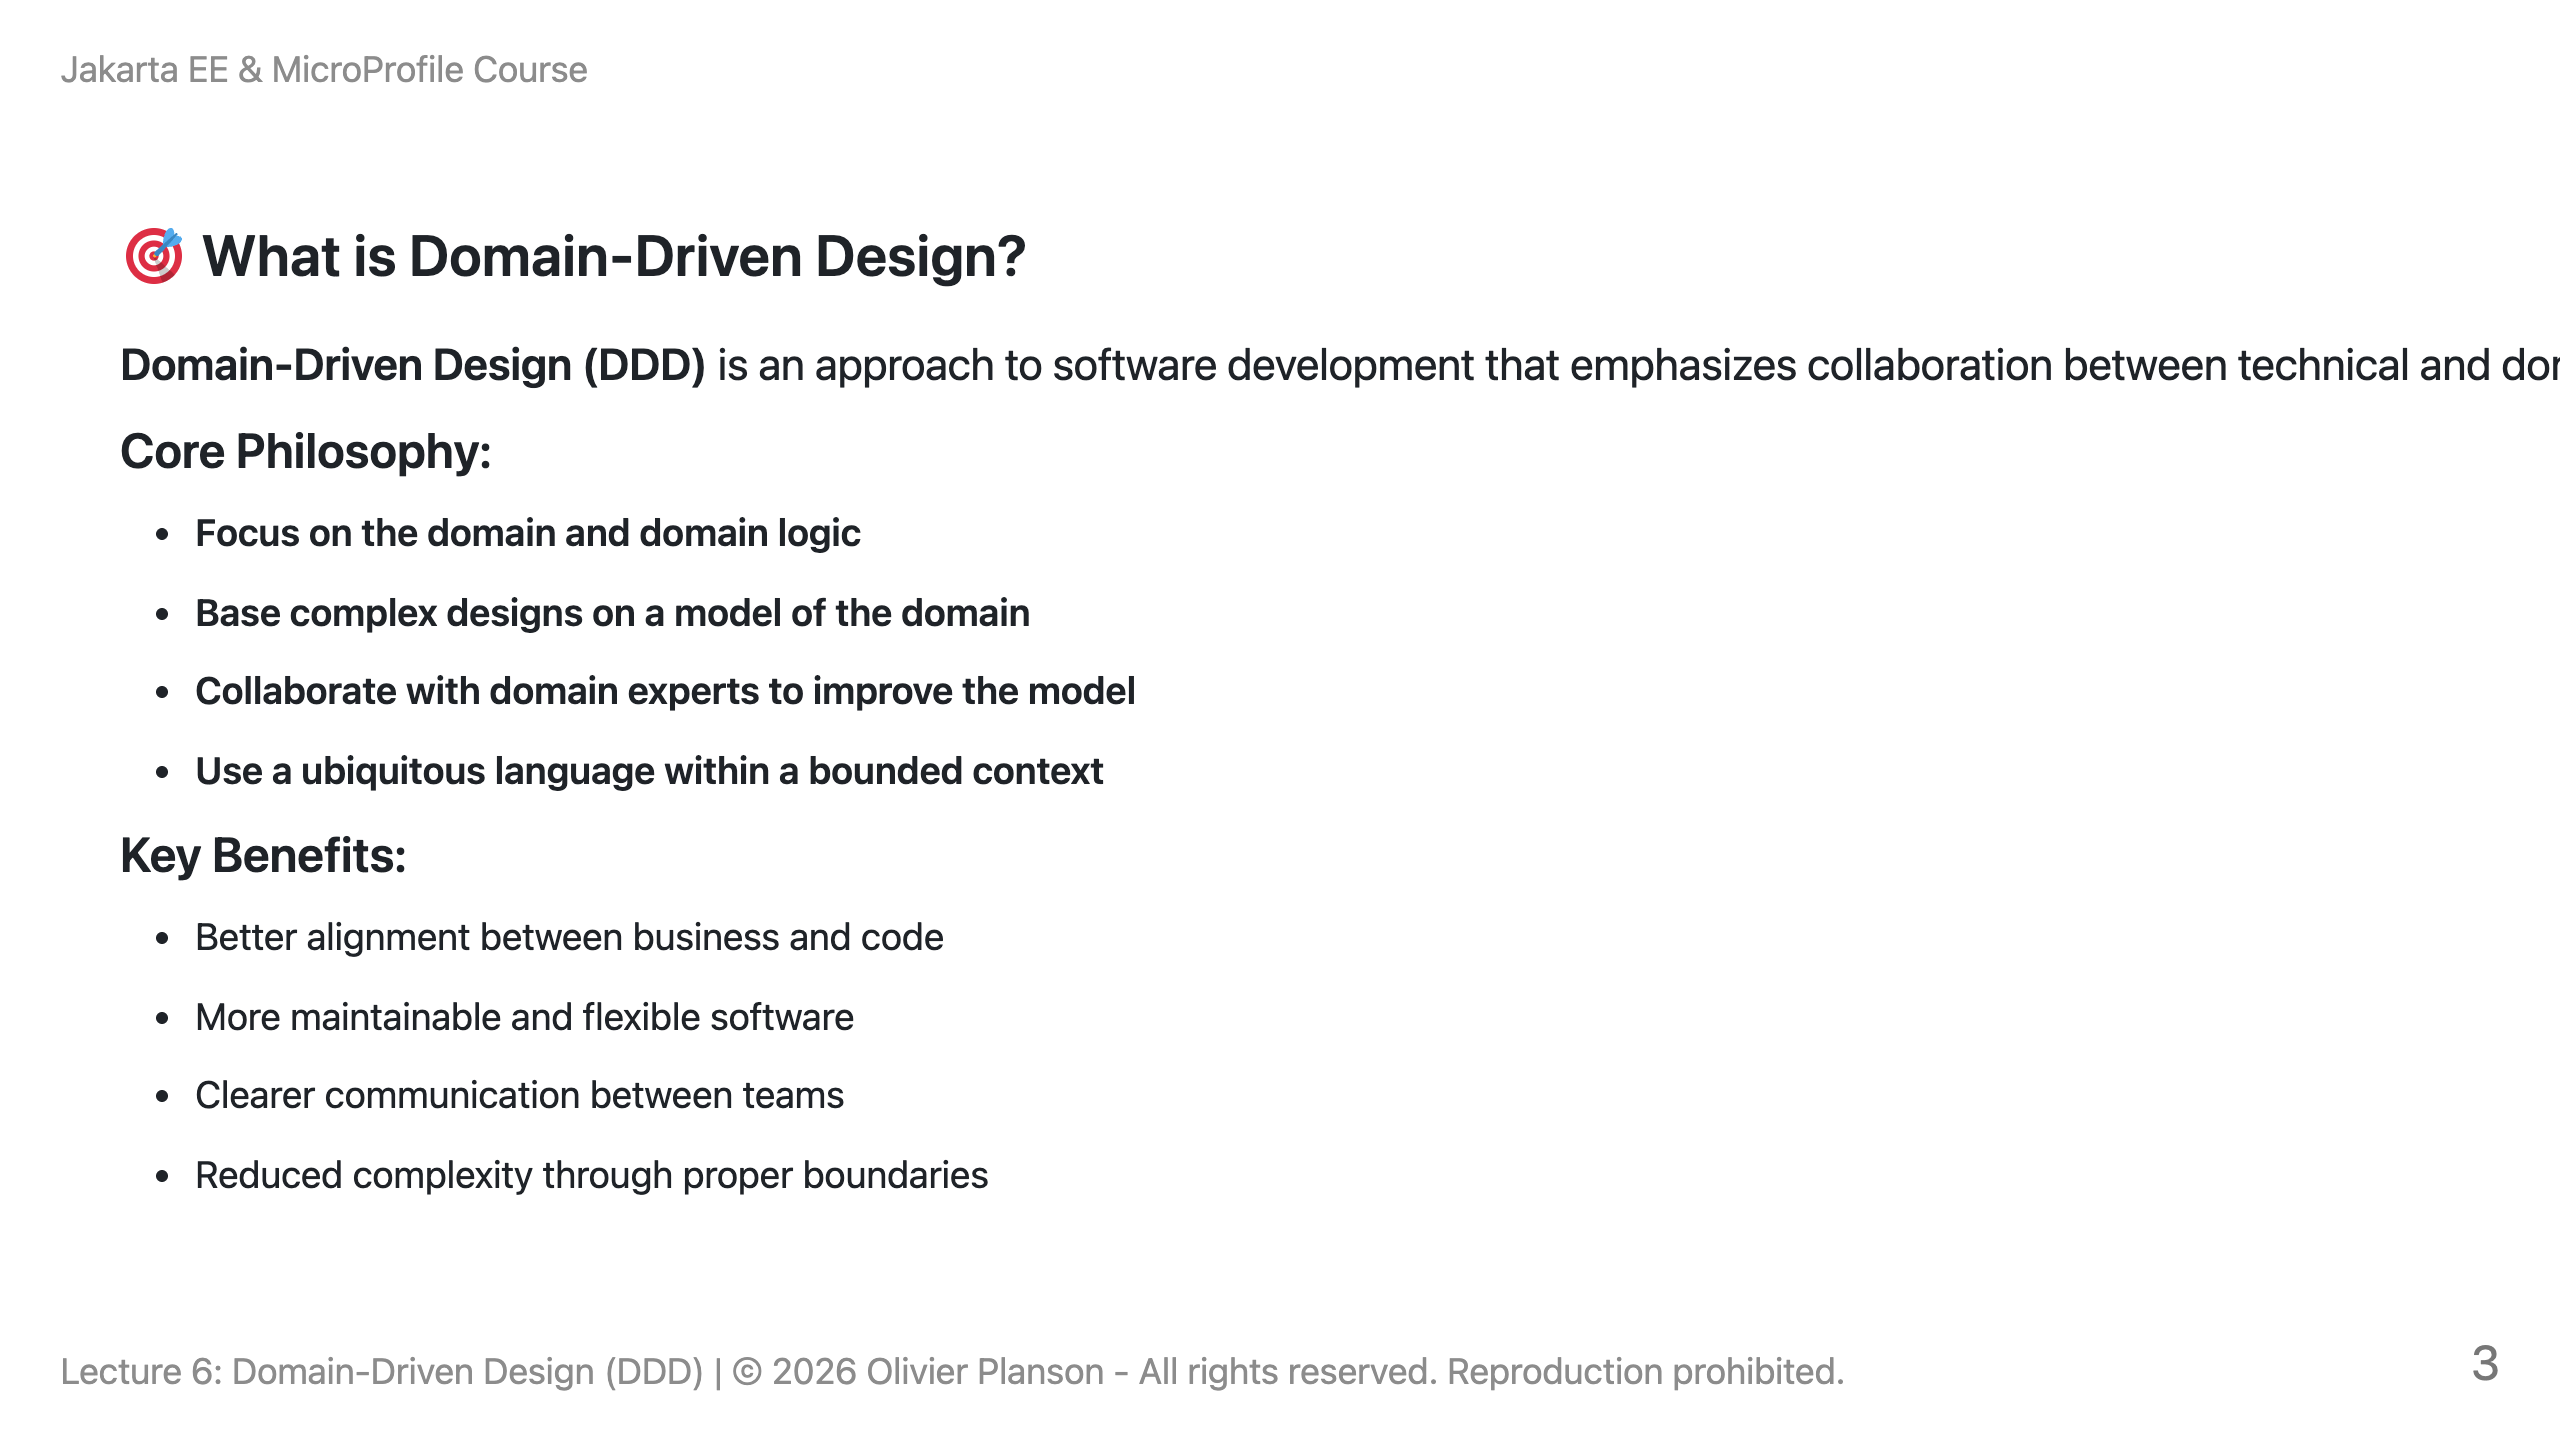 Jakarta EE & MicroProfile Course
🎯 What is Domain-Driven Design?
Domain-Driven Design (DDD) is an approach to software development that emphasizes collaboration between technical and
Core Philosophy:
• Focus on the domain and domain logic
• Base complex designs on a model of the domain
• Collaborate with domain experts to improve the model
• Use a ubiquitous language within a bounded context
Key Benefits:
• Better alignment between business and code
• More maintainable and flexible software
• Clearer communication between teams
• Reduced complexity through proper boundaries
Lecture 6: Domain-Driven Design (DDD) | © 2026 Olivier Planson - All rights reserved. Reproduction prohibited.
3